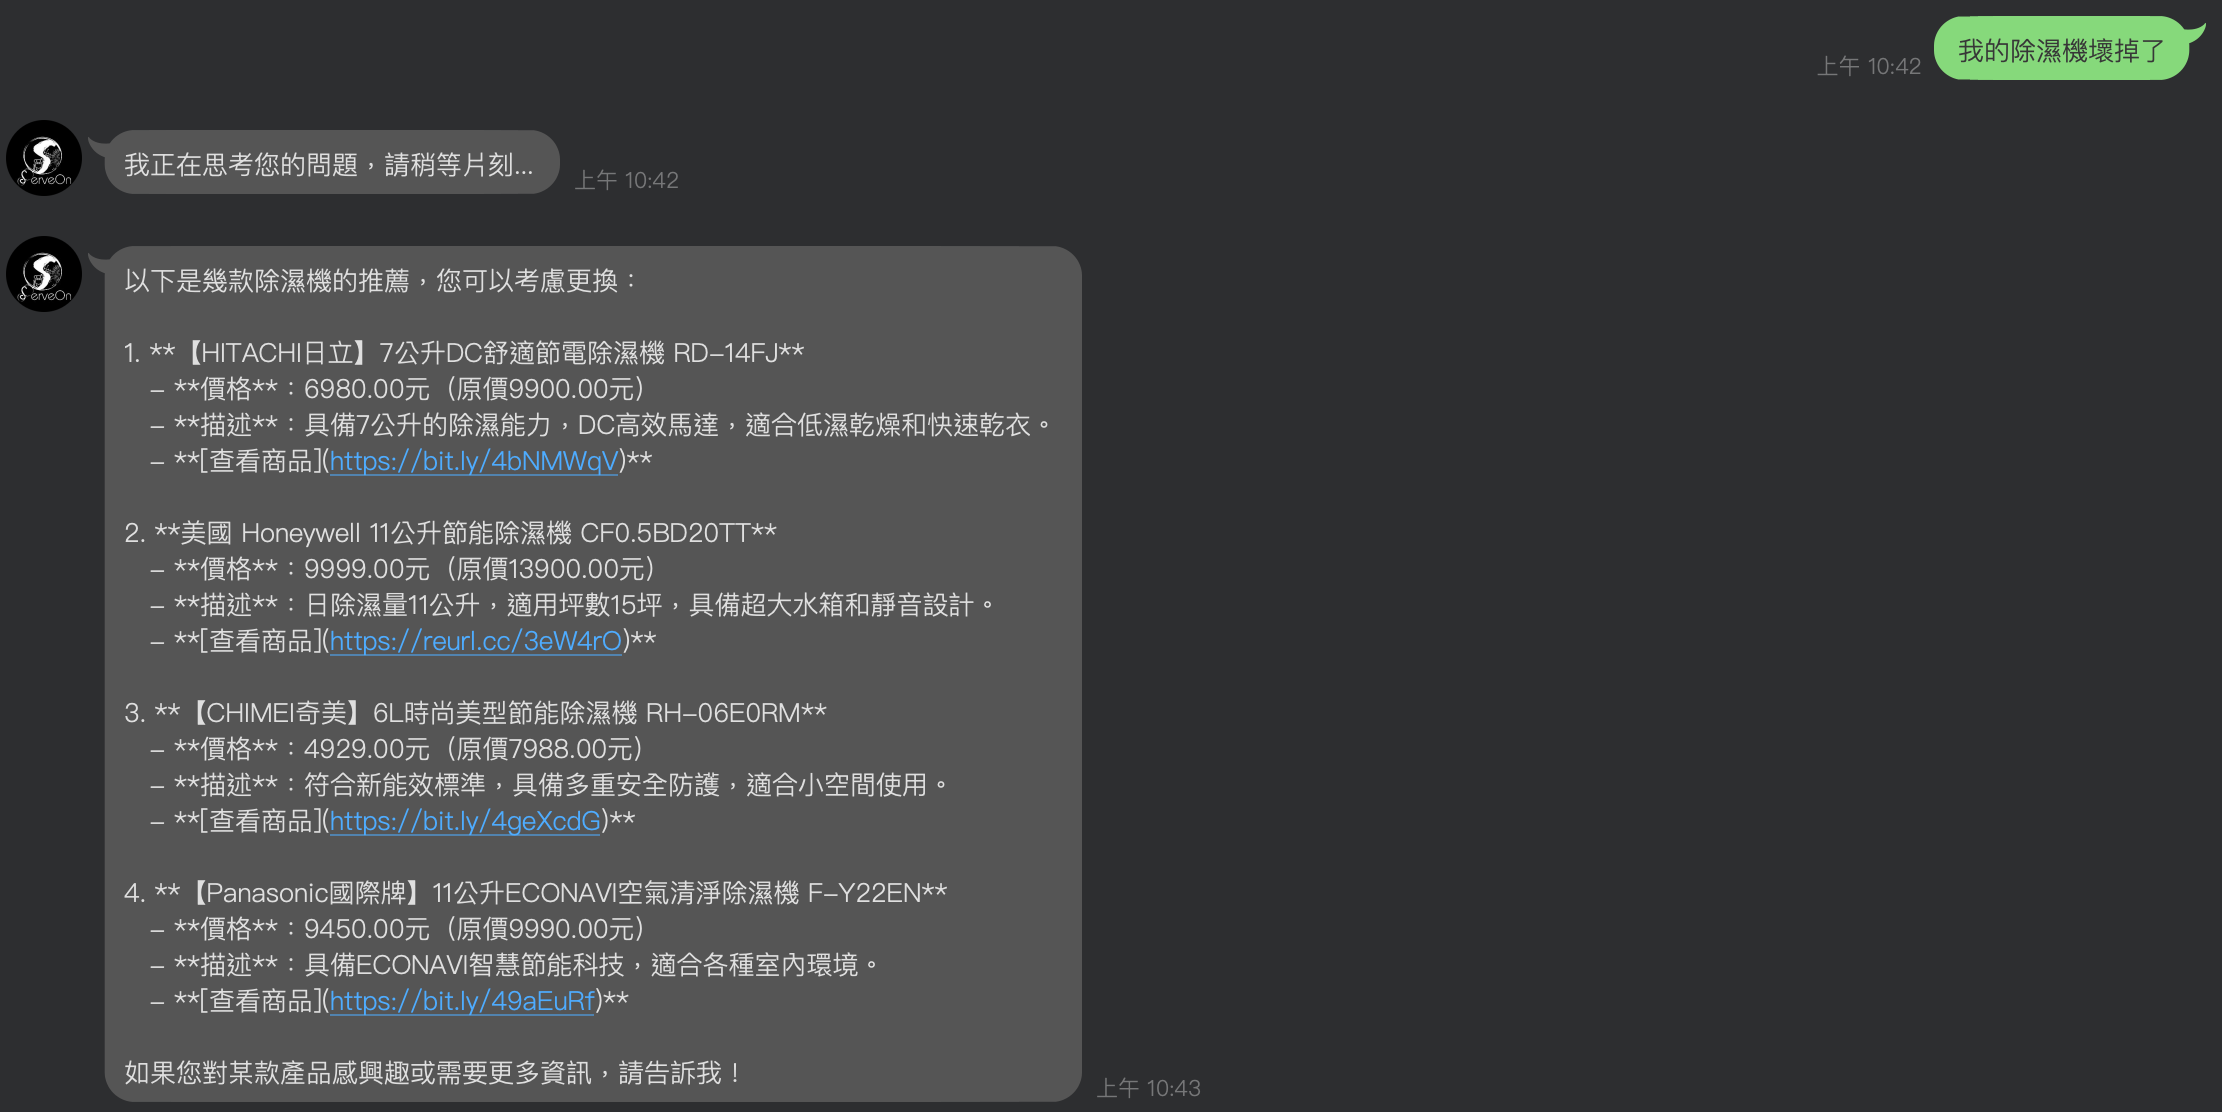 我的除濕機壞掉了
上午 10:42
ServeOn
我正在思考您的問題，請稍等片刻...
上午 10:42
ServeOn
以下是幾款除濕機的推薦，您可以考慮更換：
1. **【HITACHI日立】7公升DC舒適節電除濕機 RD-14FJ**
- **價格**：6980.00元（原價9900.00元）
- **描述**：具備7公升的除濕能力，DC高效馬達，適合低濕乾燥和快速乾衣。
- **[查看商品](https://bit.ly/4bNMWqV)**
2. **美國 Honeywell 11公升節能除濕機 CF0.5BD20TT**
- **價格**：9999.00元（原價13900.00元）
- **描述**：日除濕量11公升，適用坪數15坪，具備超大水箱和靜音設計。
- **[查看商品](https://reurl.cc/3eW4rO)**
3. **【CHIMEI奇美】6L時尚美型節能除濕機 RH-06E0RM**
- **價格**：4929.00元（原價7988.00元）
- **描述**：符合新能效標準，具備多重安全防護，適合小空間使用。
- **[查看商品](https://bit.ly/4geXcdG)**
4. **【Panasonic國際牌】11公升ECONAVI空氣清淨除濕機 F-Y22EN**
- **價格**：9450.00元（原價9990.00元）
- **描述**：具備ECONAVI智慧節能科技，適合各種室內環境。
- **[查看商品](https://bit.ly/49aEuRf)**
如果您對某款產品感興趣或需要更多資訊，請告訴我！
上午 10:43